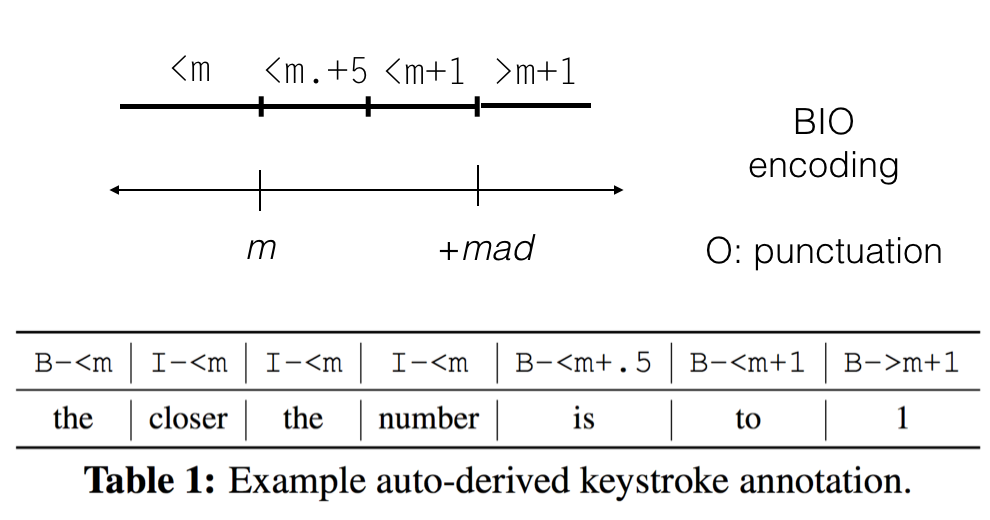 <m <m.+5 <m+1 >m+1
BIO
encoding
m +mad
O: punctuation
B-<m I-<m I-<m I-<m B-<m+.5 B-<m+1 B->m+1
the closer the number is to 1
Table 1: Example auto-derived keystroke annotation.